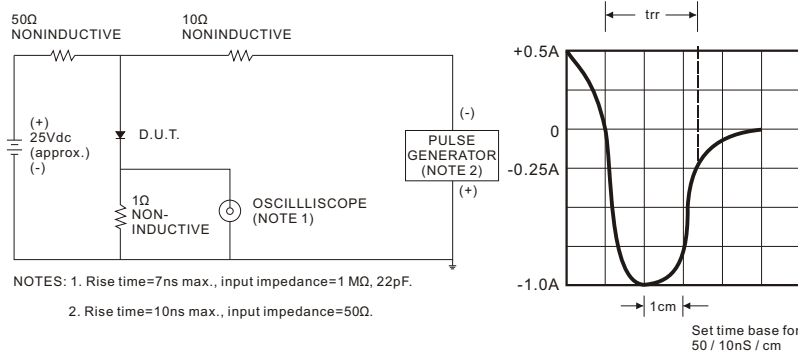 50Ω
NONINDUCTIVE
10Ω
NONINDUCTIVE
(+)
25Vdc
(approx.)
(-)
D.U.T.
1Ω
NON-
INDUCTIVE
OSCILLLISCOPE
(NOTE 1)
(-)
PULSE
GENERATOR
(NOTE 2)
(+)
NOTES: 1. Rise time=7ns max., input impedance=1 MΩ, 22pF.
2. Rise time=10ns max., input impedance=50Ω.
trr
+0.5A
0
-0.25A
-1.0A
1cm
Set time base for
50 / 10nS / cm